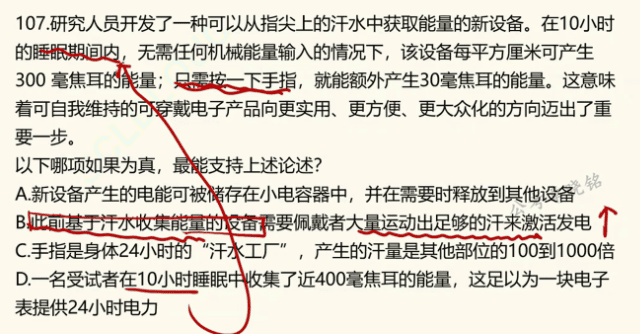 107.研究人员开发了一种可以从指尖上的汗水中获取能量的新设备。在10小时
的睡眠期间内，无需任何机械能量输入的情况下，该设备每平方厘米可产生
300 毫焦耳的能量；只需按一下手指，就能额外产生30毫焦耳的能量。这意味
着可自我维持的可穿戴电子产品向更实用、更方便、更大众化的方向迈出了重
要一步。
以下哪项如果为真，最能支持上述论述？
A.新设备产生的电能可被储存在小电容器中，并在需要时释放到其他设备
B.此前基于汗水收集能量的设备需要佩戴者大量运动出足够的汗来激活发电
C.手指是身体24小时的“汗水工厂”，产生的汗量是其他部位的100到1000倍
D.一名受试者在10小时睡眠中收集了近400毫焦耳的能量，这足以为一块电子
表提供24小时电力